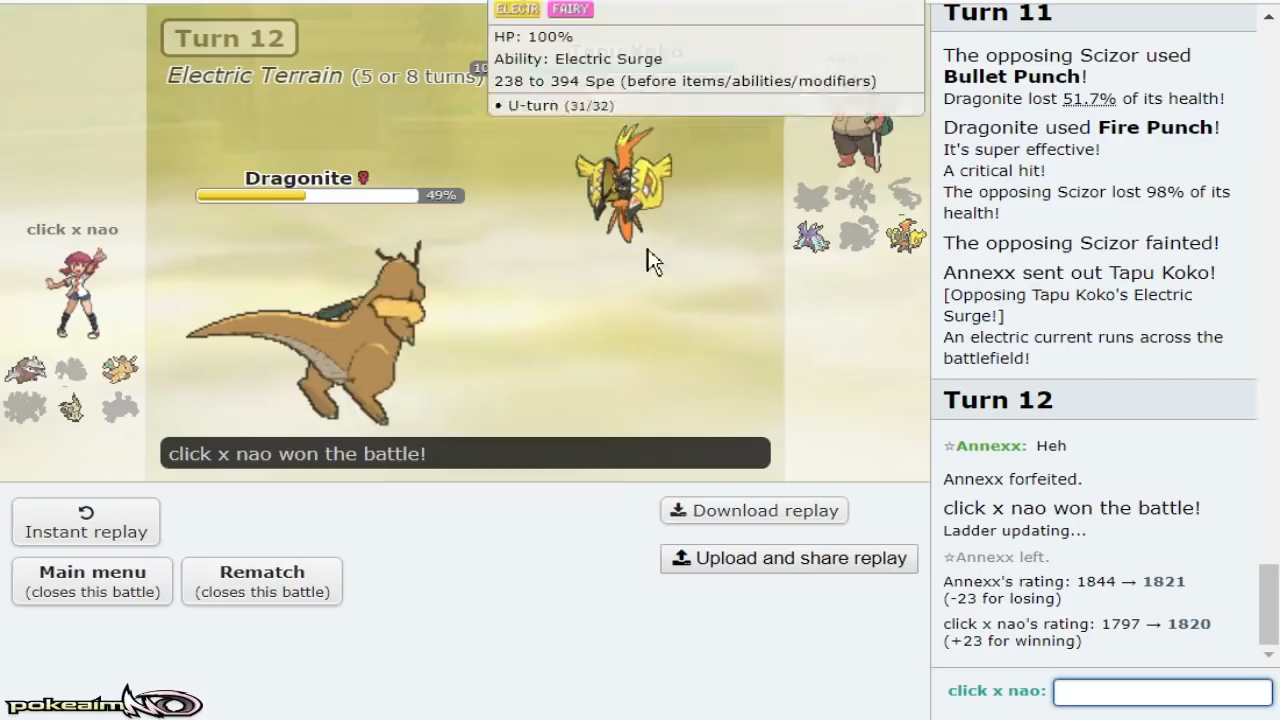 Turn 12
Electric Terrain (5 or 8 turns)
ELECTR FAIRY
HP: 100%
Ability: Electric Surge
238 to 394 Spe (before items/abilities/modifiers)
• U-turn (31/32)
Dragonite
49%
click x nao
click x nao won the battle!
Instant replay
Download replay
Upload and share replay
Main menu
(closes this battle)
Rematch
(closes this battle)
pokeaimNO
Turn 11
The opposing Scizor used
Bullet Punch!
Dragonite lost 51.7% of its health!
Dragonite used Fire Punch!
It's super effective!
A critical hit!
The opposing Scizor lost 98% of its
health!
The opposing Scizor fainted!
Annexx sent out Tapu Koko!
[Opposing Tapu Koko's Electric
Surge!]
An electric current runs across the
battlefield!
Turn 12
☆Annexx: Heh
Annexx forfeited.
click x nao won the battle!
Ladder updating...
☆Annexx left.
Annexx's rating: 1844 → 1821
(-23 for losing)
click x nao's rating: 1797 → 1820
(+23 for winning)
click x nao: